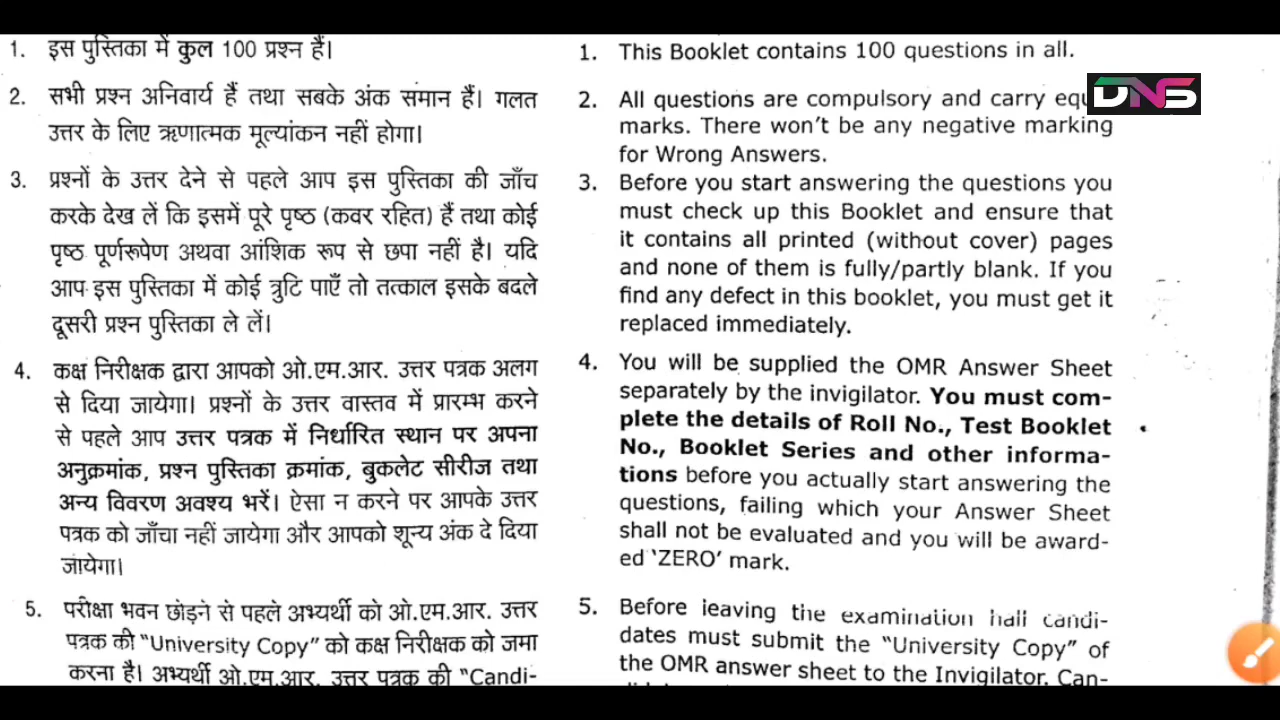 1. इस पुस्तिका में कुल 100 प्रश्न हैं।
2. सभी प्रश्न अनिवार्य हैं तथा सबके अंक समान हैं। गलत
उत्तर के लिए ऋणात्मक मूल्यांकन नहीं होगा।
3. प्रश्नों के उत्तर देने से पहले आप इस पुस्तिका की जाँच
करके देख लें कि इसमें पूरे पृष्ठ (कवर रहित) हैं तथा कोई
पृष्ठ पूर्णरूपेण अथवा आंशिक रूप से छपा नहीं है। यदि
आप इस पुस्तिका में कोई त्रुटि पाएँ तो तत्काल इसके बदले
दूसरी प्रश्न पुस्तिका ले लें।
4. कक्ष निरीक्षक द्वारा आपको ओ.एम.आर. उत्तर पत्रक अलग
से दिया जायेगा। प्रश्नों के उत्तर वास्तव में प्रारम्भ करने
से पहले आप उत्तर पत्रक में निर्धारित स्थान पर अपना
अनुक्रमांक, प्रश्न पुस्तिका क्रमांक, बुकलेट सीरीज तथा
अन्य विवरण अवश्य भरें। ऐसा न करने पर आपके उत्तर
पत्रक को जाँचा नहीं जायेगा और आपको शून्य अंक दे दिया
जायेगा।
5. परीक्षा भवन छोड़ने से पहले अभ्यर्थी को ओ.एम.आर. उत्तर
पत्रक की “University Copy” को कक्ष निरीक्षक को जमा
करना है। अभ्यर्थी ओ.एम.आर. उत्तर पत्रक की “Candi-
1. This Booklet contains 100 questions in all.
2. All questions are compulsory and carry equ
marks. There won’t be any negative marking
for Wrong Answers.
3. Before you start answering the questions you
must check up this Booklet and ensure that
it contains all printed (without cover) pages
and none of them is fully/partly blank. If you
find any defect in this booklet, you must get it
replaced immediately.
4. You will be supplied the OMR Answer Sheet
separately by the invigilator. You must com-
plete the details of Roll No., Test Booklet
No., Booklet Series and other informa-
tions before you actually start answering the
questions, failing which your Answer Sheet
shall not be evaluated and you will be award-
ed ‘ZERO’ mark.
5. Before leaving the examination hall candi-
dates must submit the “University Copy” of
the OMR answer sheet to the Invigilator. Can-
DNS